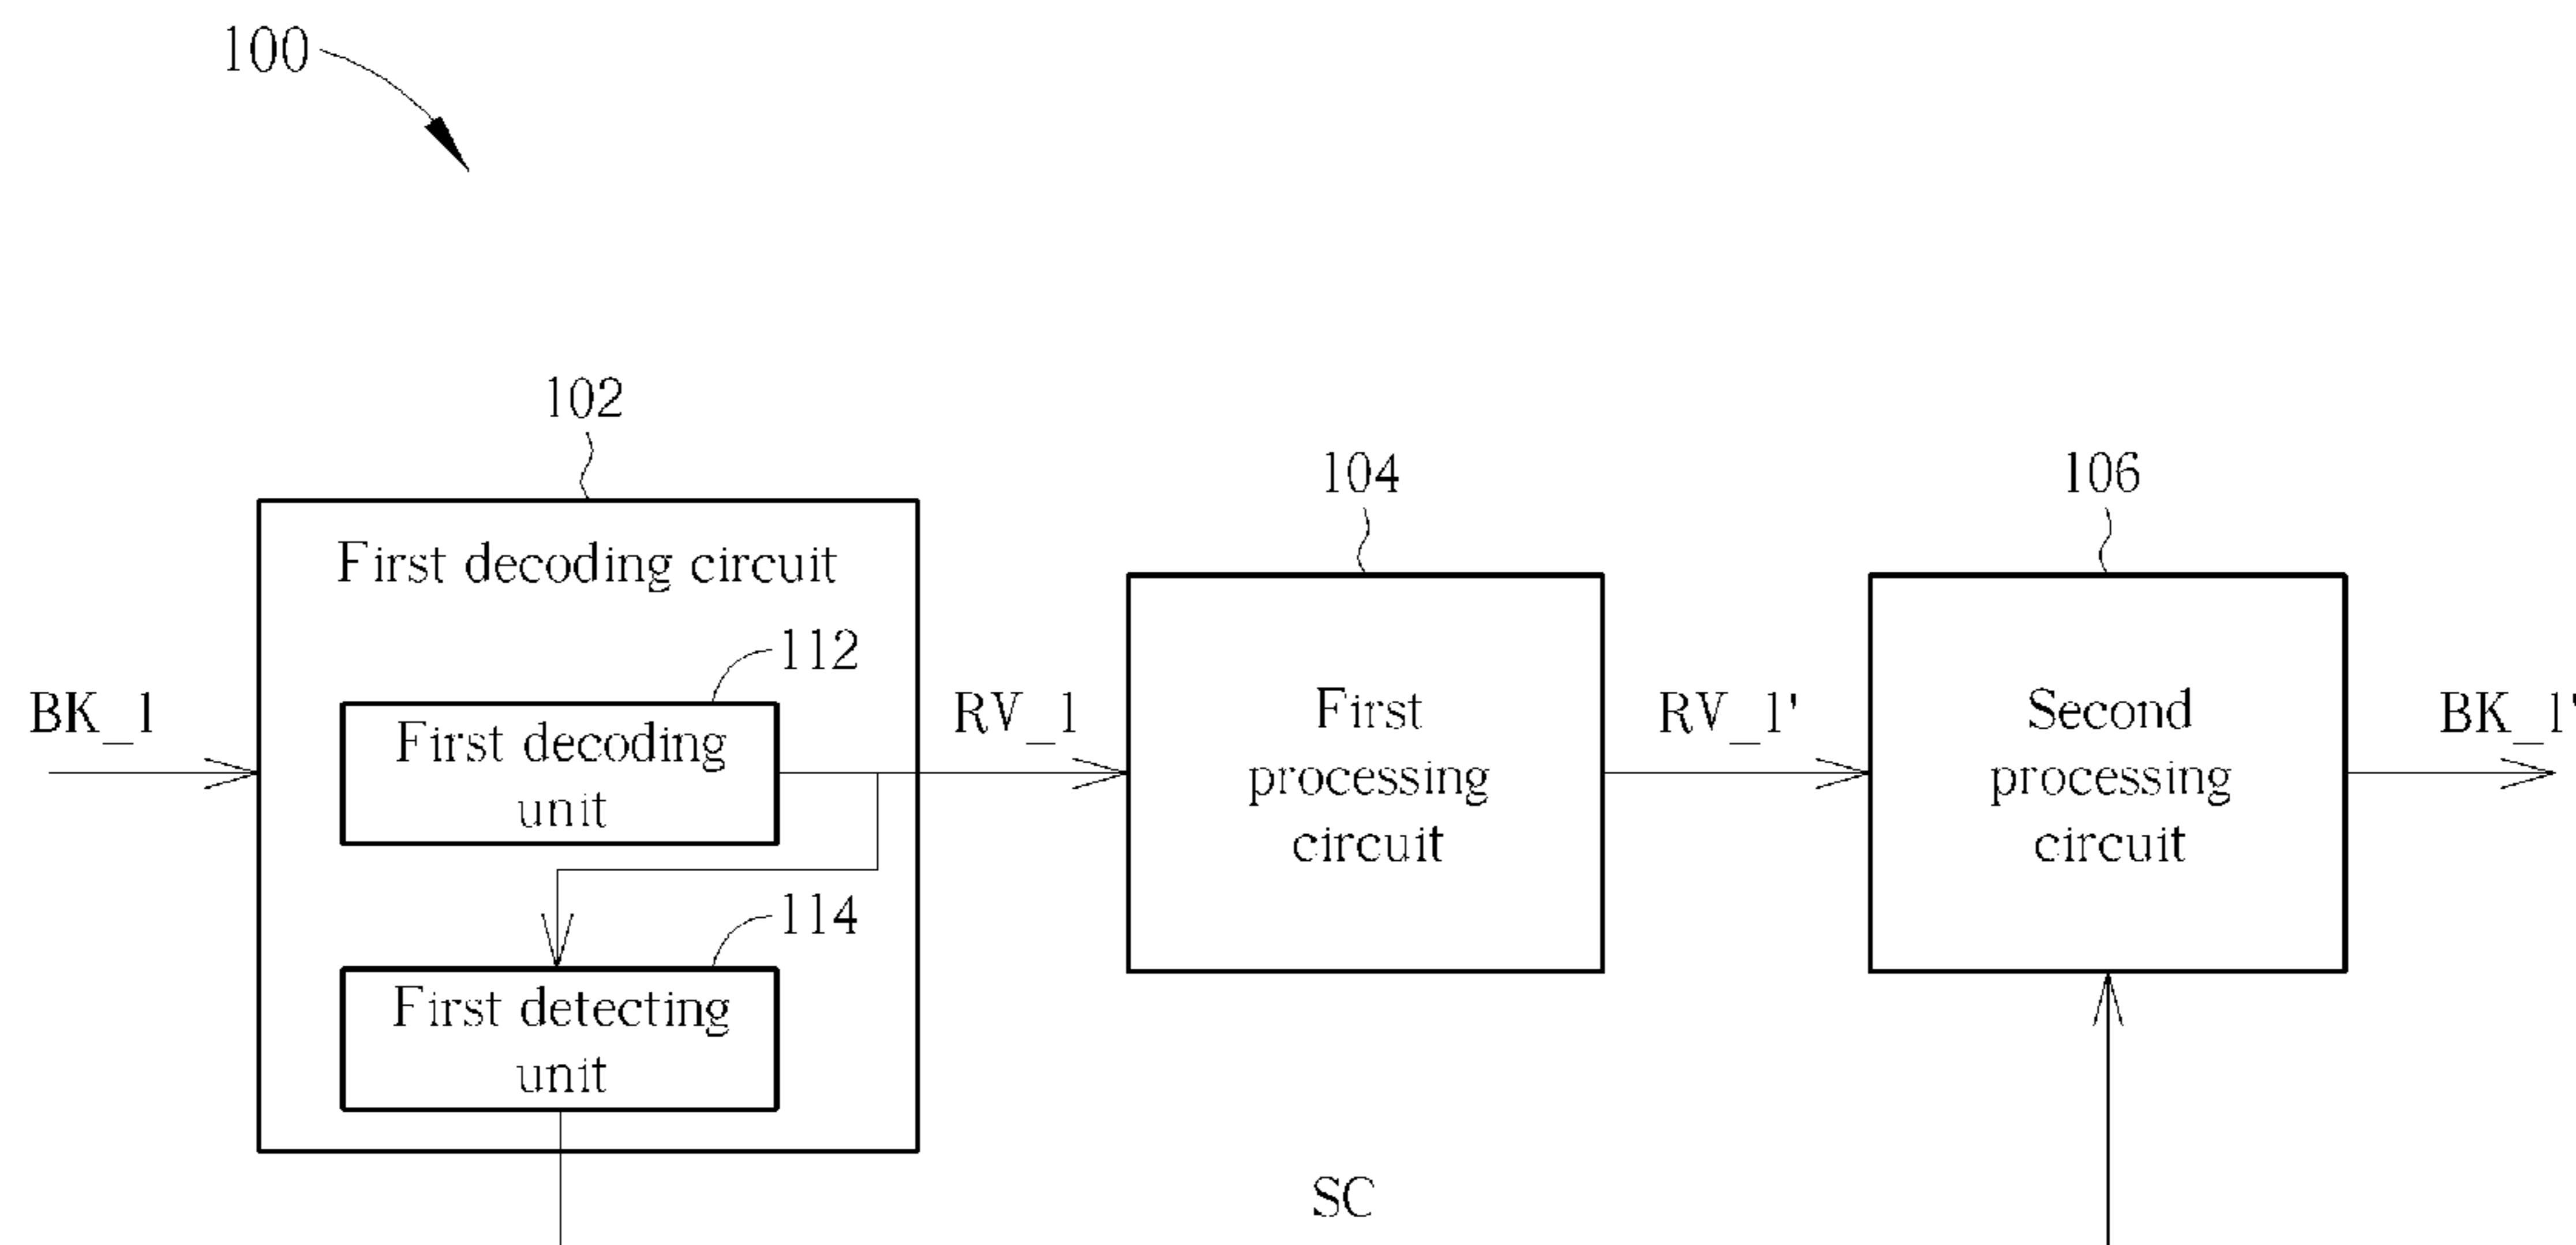 100
102
104
106
First decoding circuit
112
BK_1
First decoding
unit
RV_1
First
processing
circuit
RV_1'
Second
processing
circuit
BK_1'
114
First detecting
unit
SC